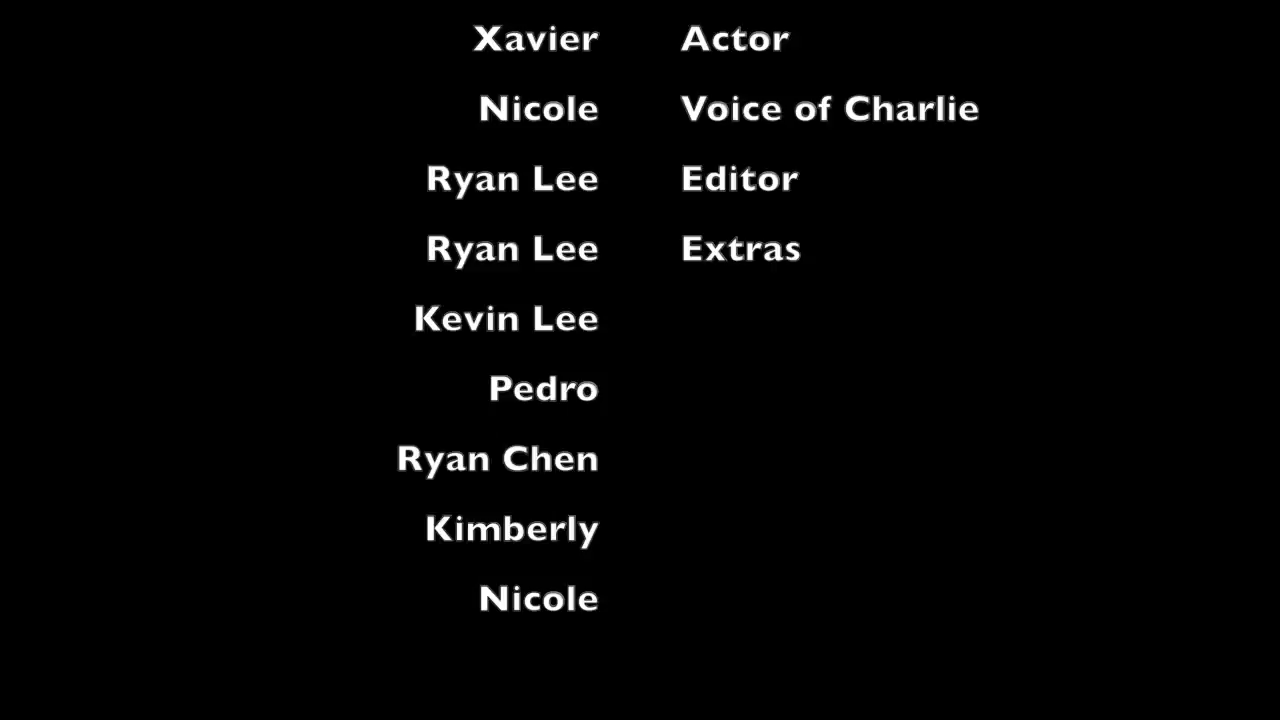 Xavier Actor
Nicole Voice of Charlie
Ryan Lee Editor
Ryan Lee Extras
Kevin Lee
Pedro
Ryan Chen
Kimberly
Nicole